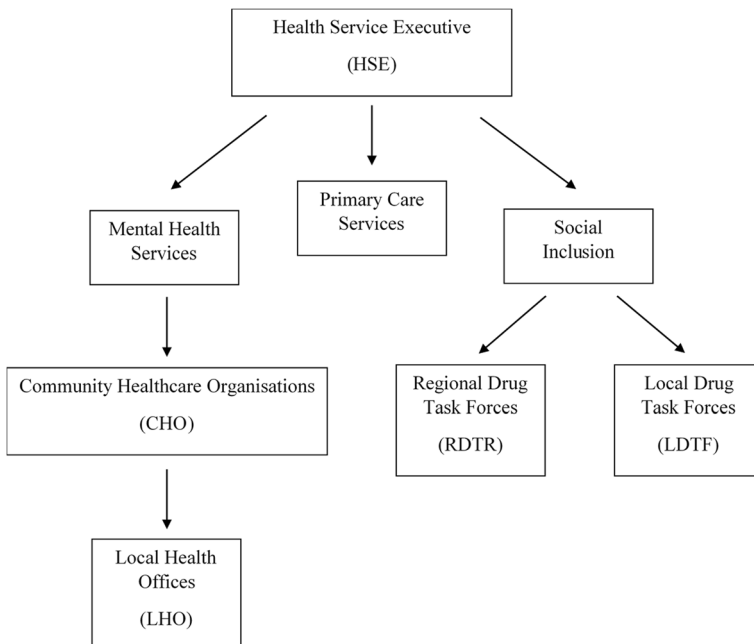 Health Service Executive
(HSE)
Primary Care
Services
Mental Health
Services
Social
Inclusion
Community Healthcare Organisations
(CHO)
Regional Drug
Task Forces
(RDTR)
Local Drug
Task Forces
(LDTF)
Local Health
Offices
(LHO)